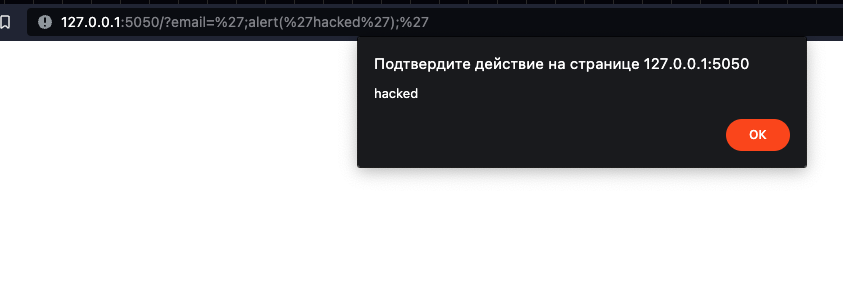 127.0.0.1:5050/?email=%27;alert(%27hacked%27);%27
Подтвердите действие на странице 127.0.0.1:5050
hacked
ОК